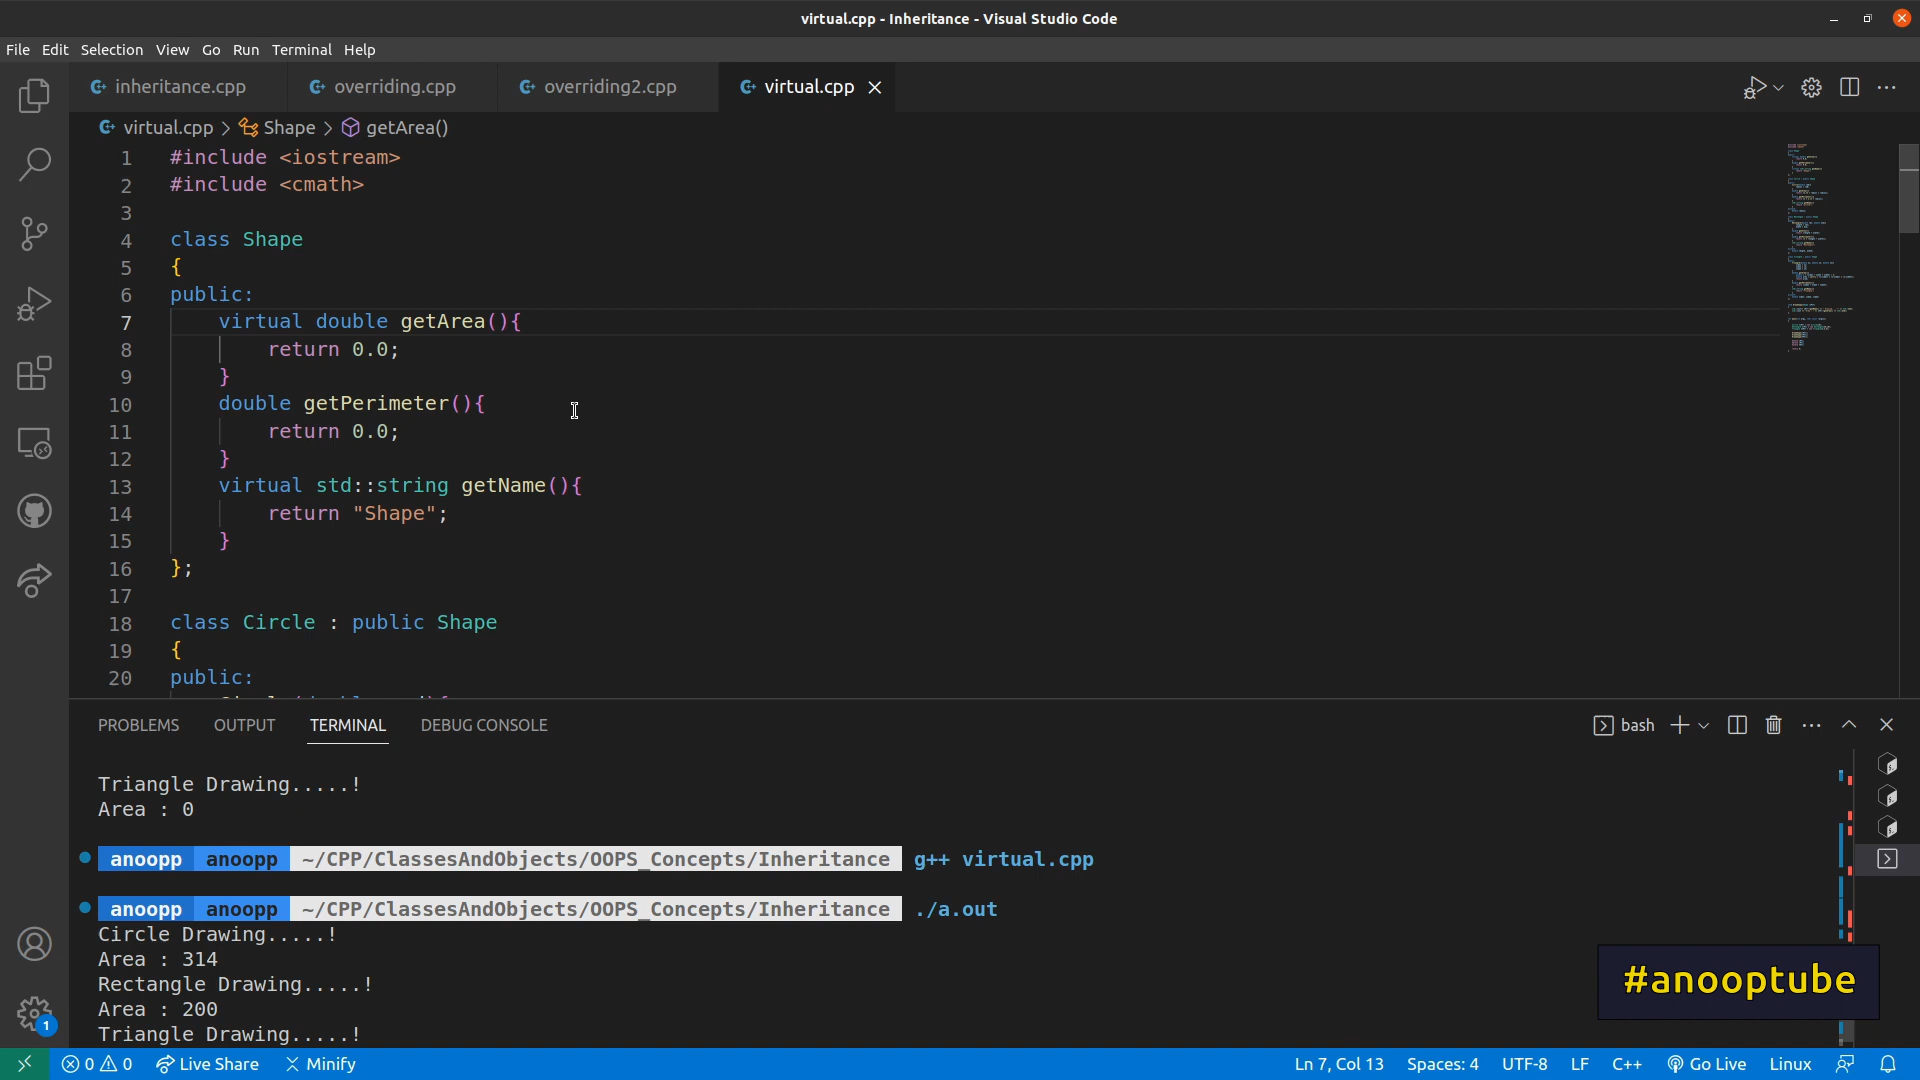 virtual.cpp - Inheritance - Visual Studio Code
File Edit Selection View Go Run Terminal Help
inheritance.cpp overriding.cpp overriding2.cpp virtual.cpp
virtual.cpp > Shape > getArea()
1 #include <iostream>
2 #include <cmath>
3
4 class Shape
5 {
6 public:
7 virtual double getArea(){
8 return 0.0;
9 }
10 double getPerimeter(){
11 return 0.0;
12 }
13 virtual std::string getName(){
14 return "Shape";
15 }
16 };
17
18 class Circle : public Shape
19 {
20 public:
PROBLEMS OUTPUT TERMINAL DEBUG CONSOLE bash
Triangle Drawing.....!
Area : 0
anoopp anoopp ~/CPP/ClassesAndObjects/OOPS_Concepts/Inheritance g++ virtual.cpp
anoopp anoopp ~/CPP/ClassesAndObjects/OOPS_Concepts/Inheritance ./a.out
Circle Drawing.....!
Area : 314
Rectangle Drawing.....!
Area : 200
Triangle Drawing.....!
#anooptube
1
0 0 Live Share Minify Ln 7, Col 13 Spaces: 4 UTF-8 LF C++ Go Live Linux